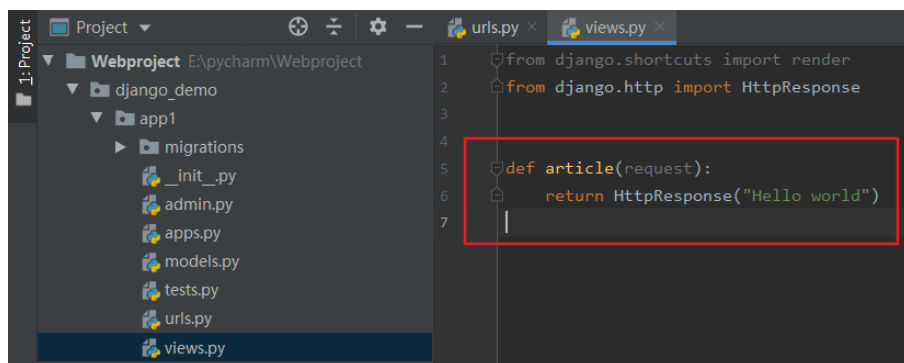 1: Project
Project
Webproject E:\pycharm\Webproject
django_demo
app1
migrations
__init__.py
admin.py
apps.py
models.py
tests.py
urls.py
views.py
urls.py
views.py
1 from django.shortcuts import render
2 from django.http import HttpResponse
3
4
5 def article(request):
6 return HttpResponse("Hello world")
7